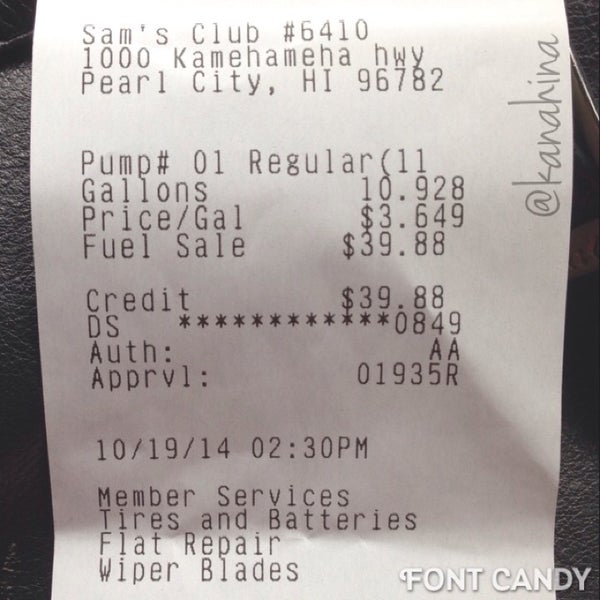 Sam's Club #6410
1000 Kamehameha hwy
Pearl City, HI 96782
Pump# 01 Regular(11
Gallons 10.928
Price/Gal $3.649
Fuel Sale $39.88
Credit $39.88
DS ************0849
Auth: AA
Apprvl: 01935R
10/19/14 02:30PM
Member Services
Tires and Batteries
Flat Repair
Wiper Blades
@kanahina
FONT CANDY